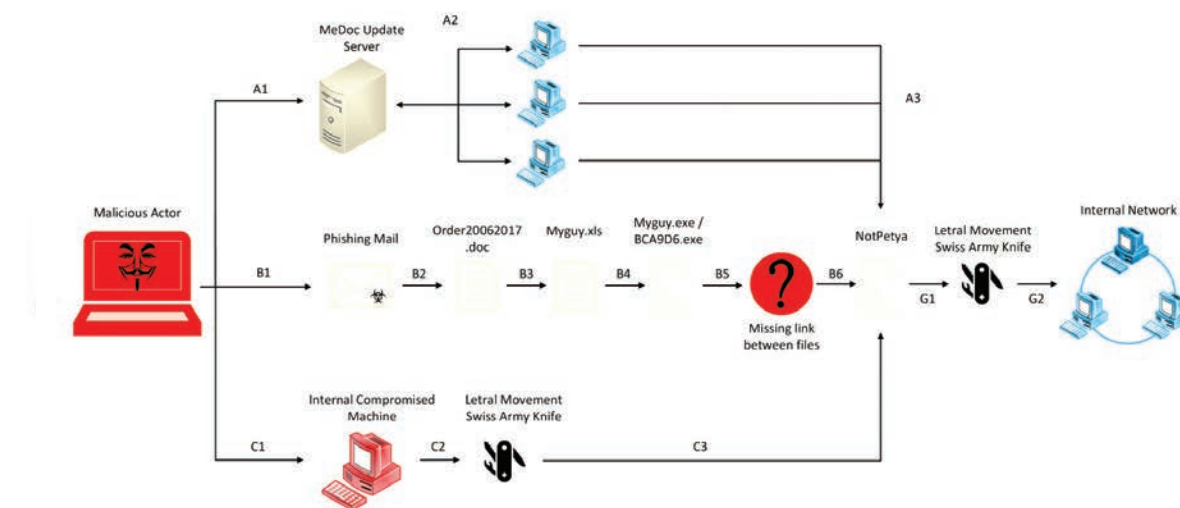 MeDoc Update
Server
A1
A2
A3
Malicious Actor
B1
Phishing Mail
B2
Order20062017
.doc
B3
Myguy.xls
B4
Myguy.exe /
BCA9D6.exe
B5
?
Missing link
between files
B6
NotPetya
G1
Letral Movement
Swiss Army Knife
G2
Internal Network
C1
Internal Compromised
Machine
C2
Letral Movement
Swiss Army Knife
C3